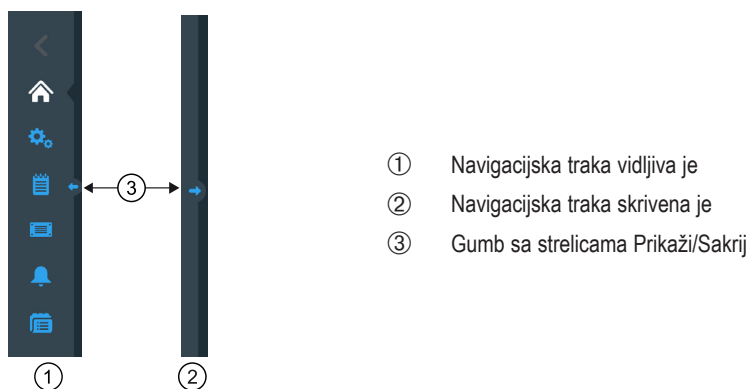 ③
① Navigacijska traka vidljiva je
② Navigacijska traka skrivena je
③ Gumb sa strelicama Prikaži/Sakrij
① ②